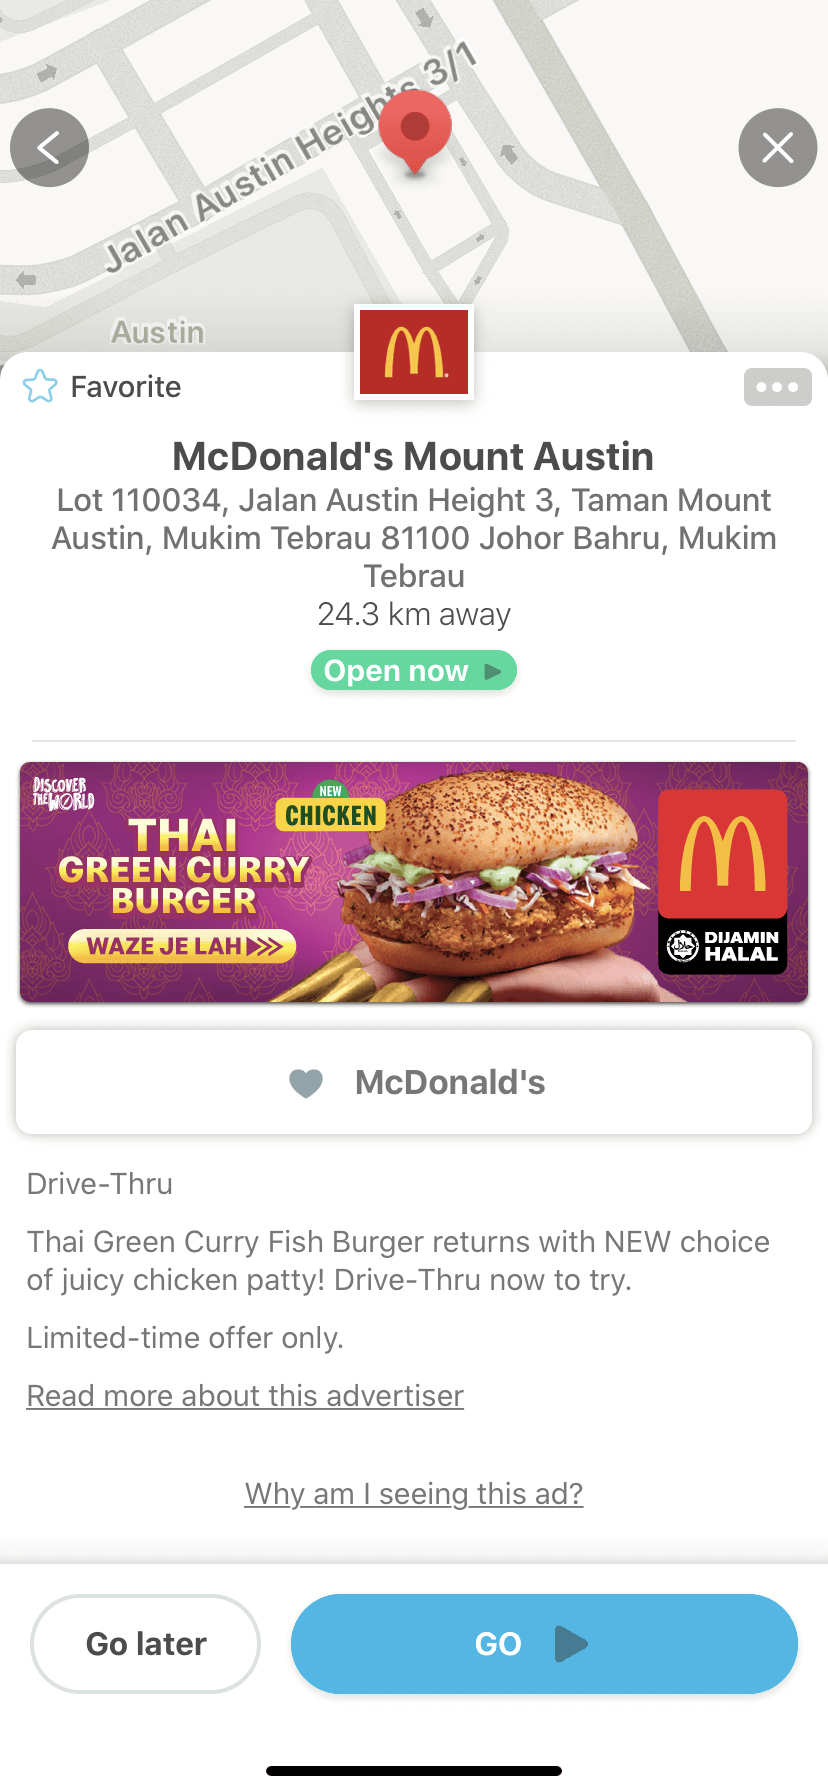 Jalan Austin Heights 3/1
Austin
Favorite
McDonald's Mount Austin
Lot 110034, Jalan Austin Height 3, Taman Mount
Austin, Mukim Tebrau 81100 Johor Bahru, Mukim
Tebrau
24.3 km away
Open now
DISCOVER
THE WORLD
NEW
CHICKEN
THAI
GREEN CURRY
BURGER
WAZE JE LAH
DIJAMIN
HALAL
McDonald's
Drive-Thru
Thai Green Curry Fish Burger returns with NEW choice
of juicy chicken patty! Drive-Thru now to try.
Limited-time offer only.
Read more about this advertiser
Why am I seeing this ad?
Go later
GO